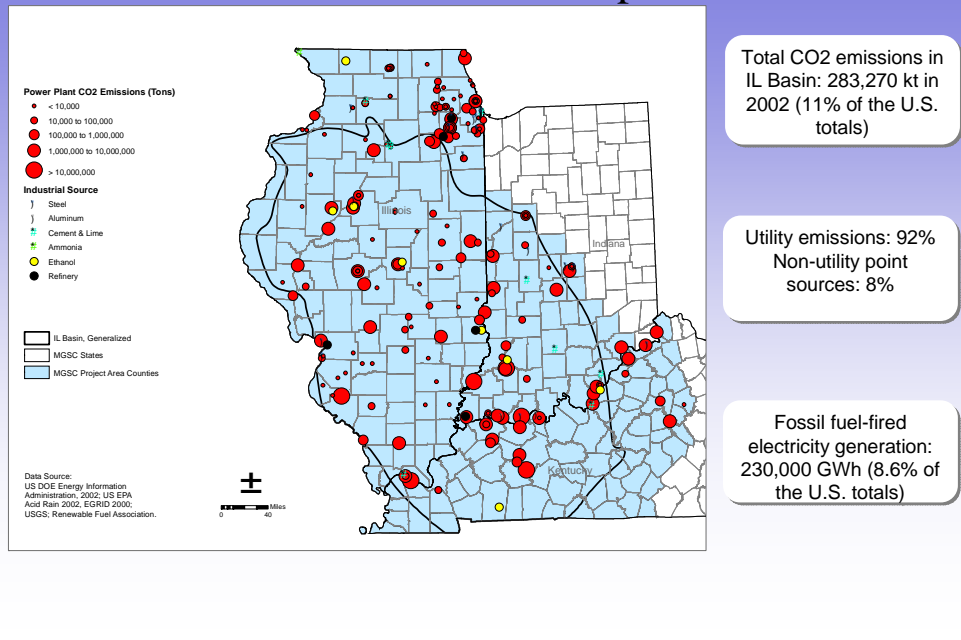 Power Plant CO2 Emissions (Tons)
< 10,000
10,000 to 100,000
100,000 to 1,000,000
1,000,000 to 10,000,000
> 10,000,000
Industrial Source
Steel
Aluminum
Cement & Lime
Ammonia
Ethanol
Refinery
IL Basin, Generalized
MGSC States
MGSC Project Area Counties
Data Source:
US DOE Energy Information
Administration, 2002; US EPA
Acid Rain 2002, EGRID 2000;
USGS; Renewable Fuel Association.
Miles
0 40
Illinois
Indiana
Kentucky
Total CO2 emissions in
IL Basin: 283,270 kt in
2002 (11% of the U.S.
totals)
Utility emissions: 92%
Non-utility point
sources: 8%
Fossil fuel-fired
electricity generation:
230,000 GWh (8.6% of
the U.S. totals)